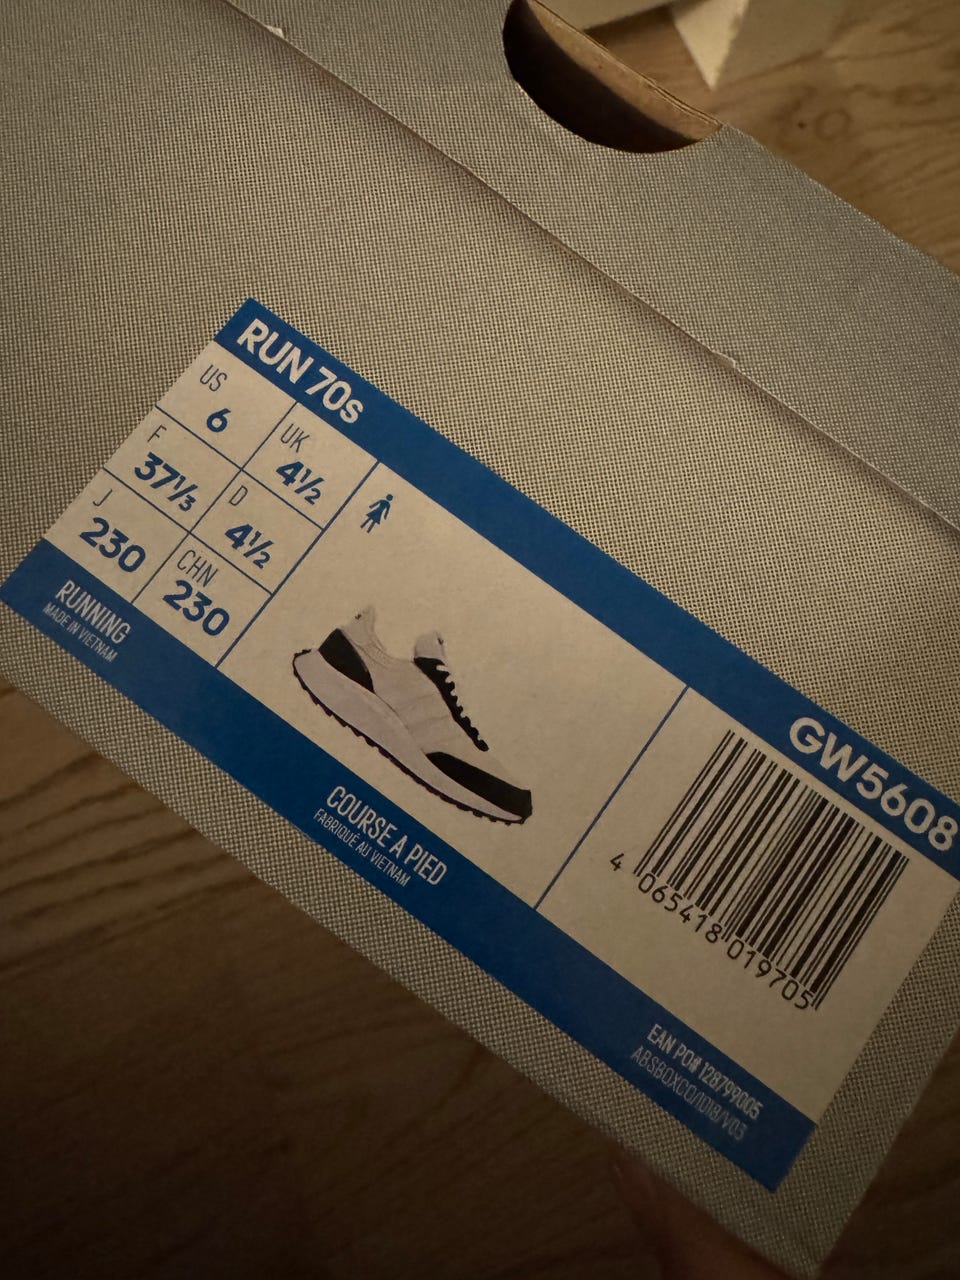 RUN 70s
US
6
UK
4½
F
37⅓
D
4½
J
230
CHN
230
RUNNING
MADE IN VIETNAM
COURSE A PIED
FABRIQUÉ AU VIETNAM
GW5608
4 065418 019705
EAN PO# 128799005
ABSBOXCO/1018/V03